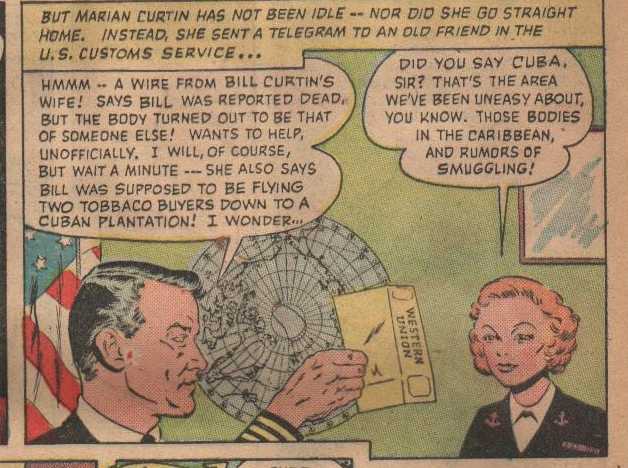 BUT MARIAN CURTIN HAS NOT BEEN IDLE -- NOR DID SHE GO STRAIGHT
HOME. INSTEAD, SHE SENT A TELEGRAM TO AN OLD FRIEND IN THE
U.S. CUSTOMS SERVICE...
HMMM -- A WIRE FROM BILL CURTIN'S
WIFE! SAYS BILL WAS REPORTED DEAD,
BUT THE BODY TURNED OUT TO BE THAT
OF SOMEONE ELSE! WANTS TO HELP,
UNOFFICIALLY. I WILL, OF COURSE,
BUT WAIT A MINUTE -- SHE ALSO SAYS
BILL WAS SUPPOSED TO BE FLYING
TWO TOBBACO BUYERS DOWN TO A
CUBAN PLANTATION! I WONDER...
DID YOU SAY CUBA,
SIR? THAT'S THE AREA
WE'VE BEEN UNEASY ABOUT,
YOU KNOW. THOSE BODIES
IN THE CARIBBEAN,
AND RUMORS OF
SMUGGLING!
WESTERN
UNION